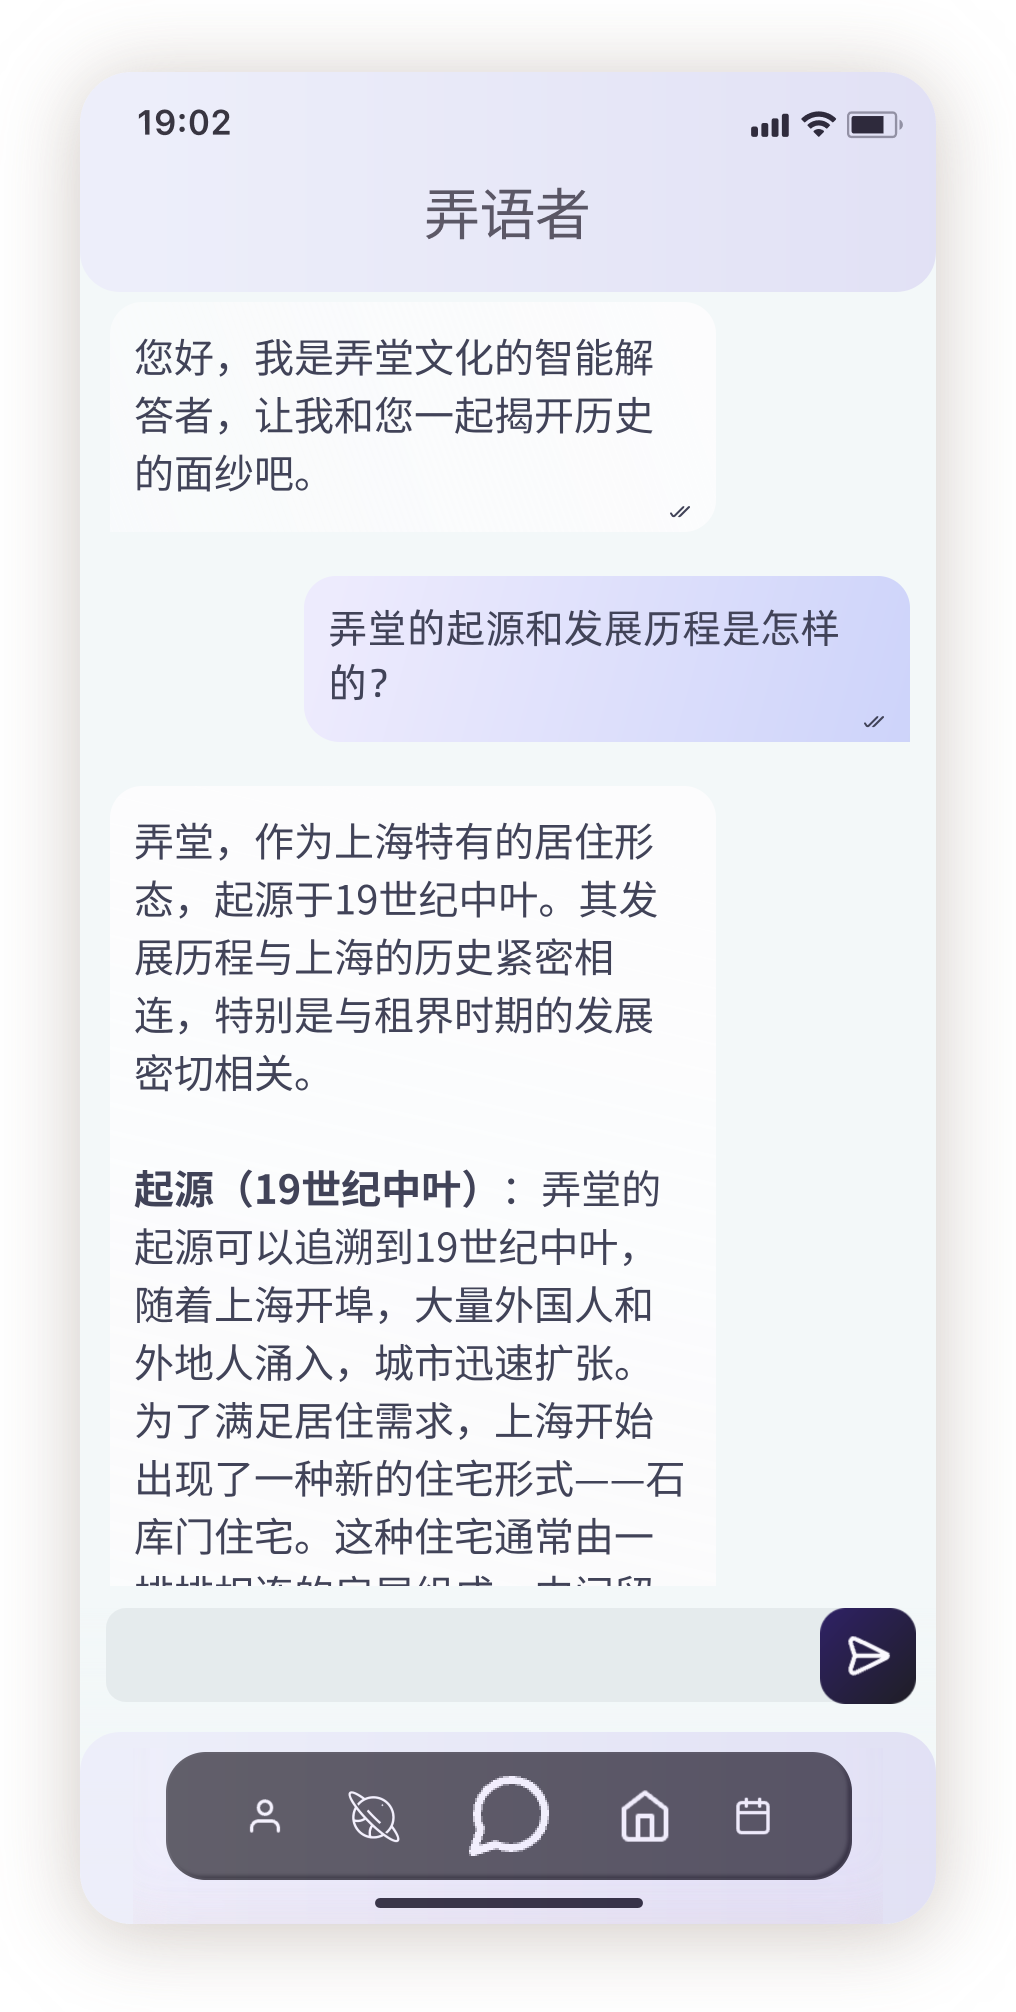 19:02
弄语者
您好，我是弄堂文化的智能解
答者，让我和您一起揭开历史
的面纱吧。
弄堂的起源和发展历程是怎样
的?
弄堂，作为上海特有的居住形
态，起源于19世纪中叶。其发
展历程与上海的历史紧密相
连，特别是与租界时期的发展
密切相关。
起源（19世纪中叶）：弄堂的
起源可以追溯到19世纪中叶，
随着上海开埠，大量外国人和
外地人涌入，城市迅速扩张。
为了满足居住需求，上海开始
出现了一种新的住宅形式——石
库门住宅。这种住宅通常由一